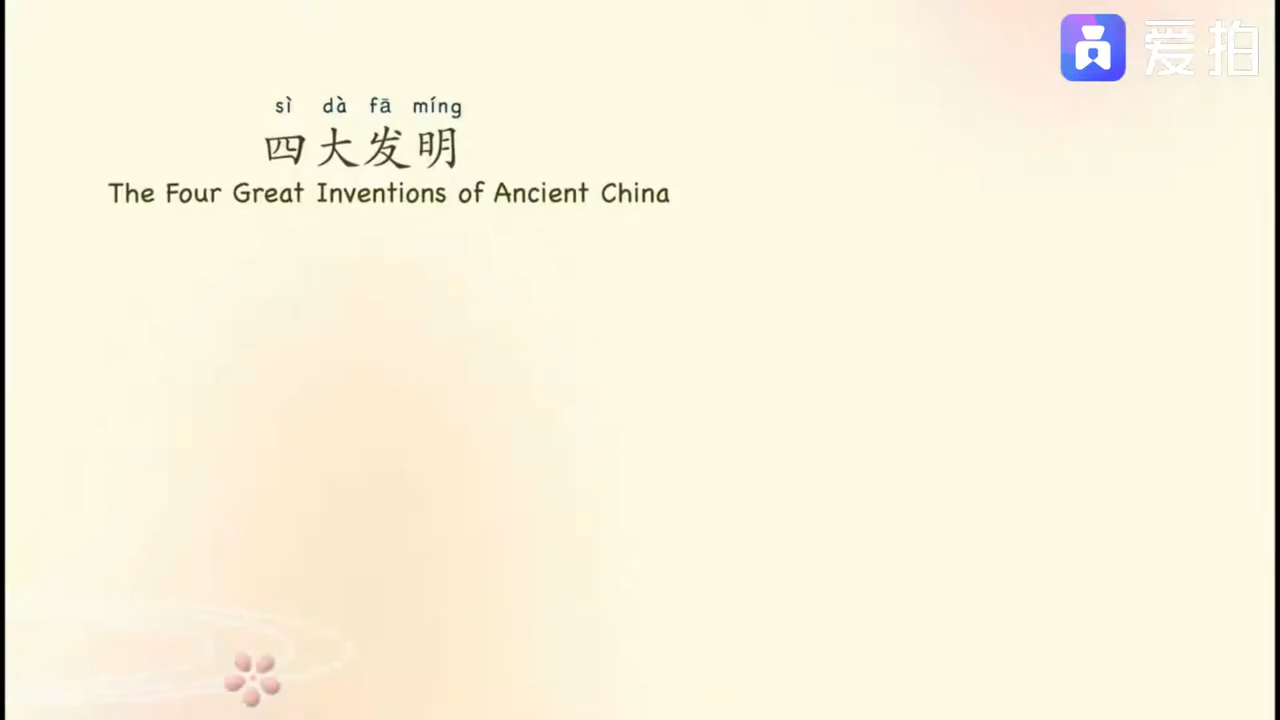 爱拍
sì dà fā míng
四大发明
The Four Great Inventions of Ancient China